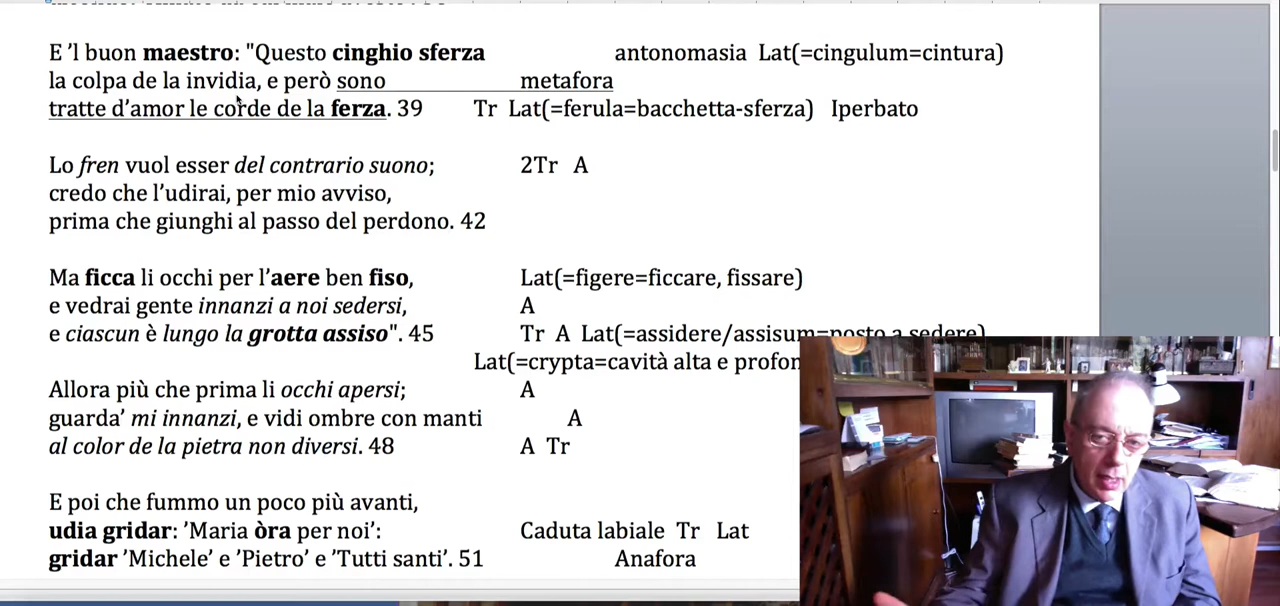 E ’l buon maestro: "Questo cinghio sferza antonomasia Lat(=cingulum=cintura)
la colpa de la invidia, e però sono metafora
tratte d’amor le corde de la ferza. 39 Tr Lat(=ferula=bacchetta-sferza) Iperbato
Lo fren vuol esser del contrario suono; 2Tr A
credo che l’udirai, per mio avviso,
prima che giunghi al passo del perdono. 42
Ma ficca li occhi per l’aere ben fiso, Lat(=figere=ficcare, fissare)
e vedrai gente innanzi a noi sedersi, A
e ciascun è lungo la grotta assiso". 45 Tr A Lat(=assidere/assisum=posto a sedere)
Lat(=crypta=cavità alta e
Allora più che prima li occhi apersi; A
guarda’ mi innanzi, e vidi ombre con manti A
al color de la pietra non diversi. 48 A Tr
E poi che fummo un poco più avanti,
udia gridar: ’Maria òra per noi’: Caduta labiale Tr Lat
gridar ’Michele’ e ’Pietro’ e ’Tutti santi’. 51 Anafora